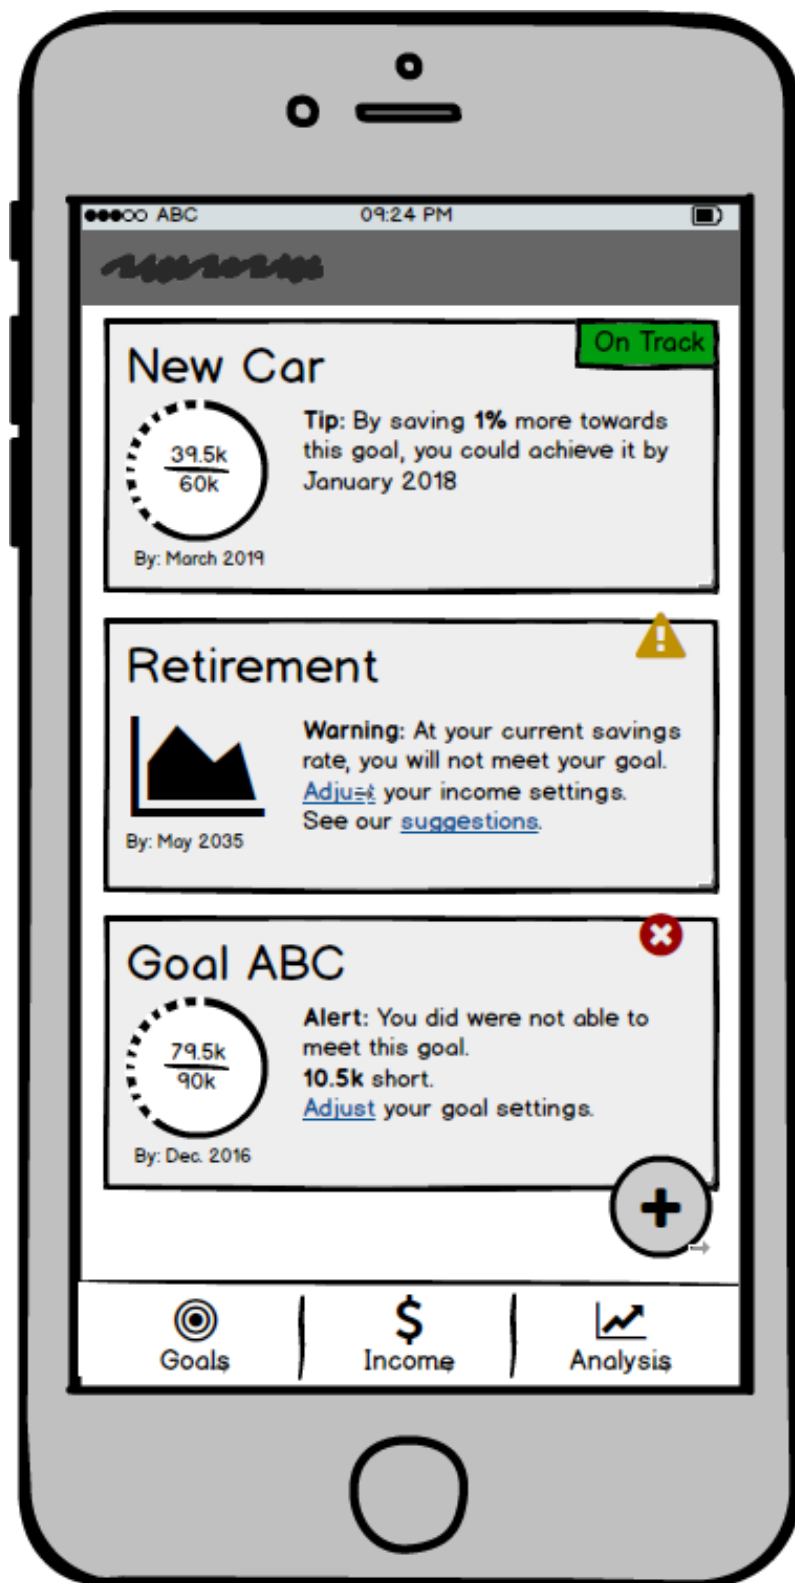 ABC 09:24 PM
On Track
New Car
39.5k
60k
By: March 2019
Tip: By saving 1% more towards
this goal, you could achieve it by
January 2018
Retirement
By: May 2035
Warning: At your current savings
rate, you will not meet your goal.
Adjust your income settings.
See our suggestions.
Goal ABC
79.5k
90k
By: Dec. 2016
Alert: You did were not able to
meet this goal.
10.5k short.
Adjust your goal settings.
Goals Income Analysis